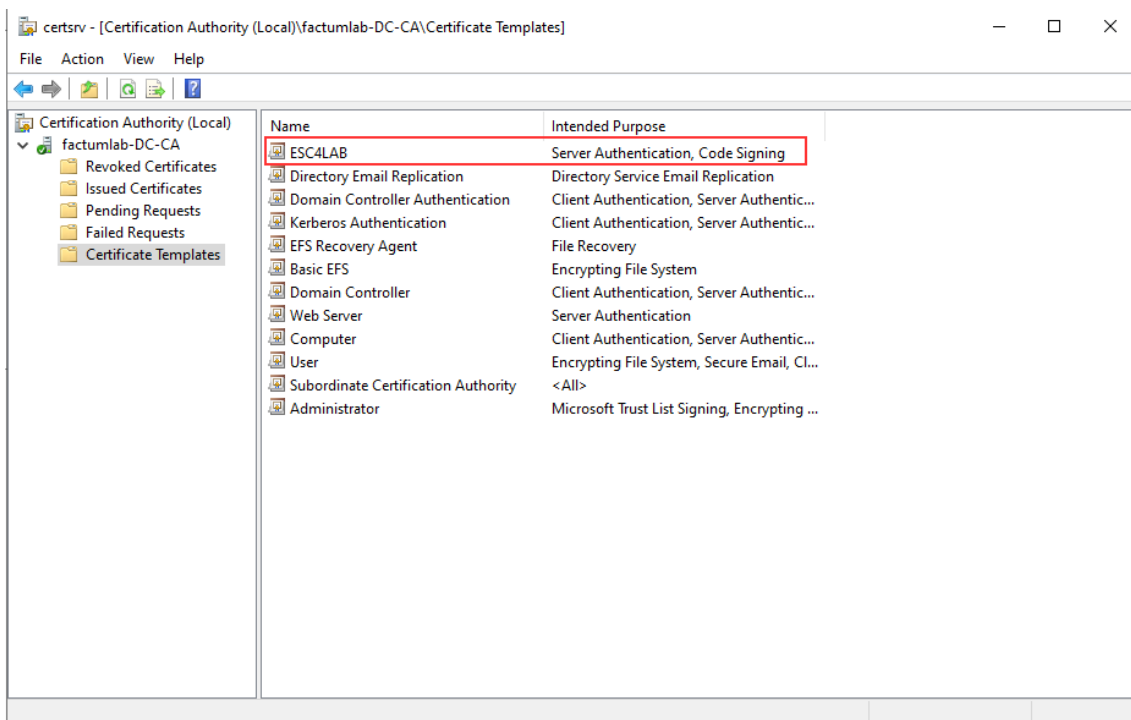 certsrv - [Certification Authority (Local)\factumlab-DC-CA\Certificate Templates]
File Action View Help
Certification Authority (Local)
factumlab-DC-CA
Revoked Certificates
Issued Certificates
Pending Requests
Failed Requests
Certificate Templates
Name Intended Purpose
ESC4LAB Server Authentication, Code Signing
Directory Email Replication Directory Service Email Replication
Domain Controller Authentication Client Authentication, Server Authentic...
Kerberos Authentication Client Authentication, Server Authentic...
EFS Recovery Agent File Recovery
Basic EFS Encrypting File System
Domain Controller Client Authentication, Server Authentic...
Web Server Server Authentication
Computer Client Authentication, Server Authentic...
User Encrypting File System, Secure Email, Cl...
Subordinate Certification Authority <All>
Administrator Microsoft Trust List Signing, Encrypting ...